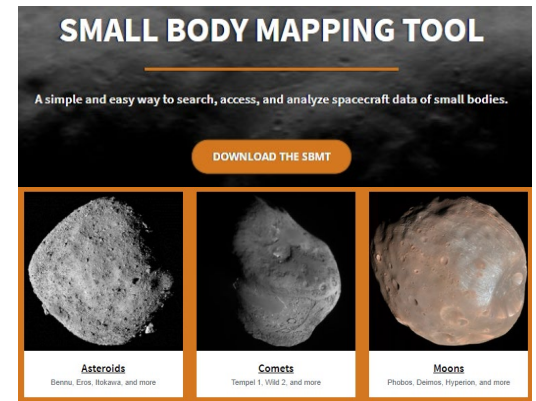 SMALL BODY MAPPING TOOL
A simple and easy way to search, access, and analyze spacecraft data of small bodies.
DOWNLOAD THE SBMT
Asteroids
Bennu, Eros, Itokawa, and more
Comets
Tempel 1, Wild 2, and more
Moons
Phobos, Deimos, Hyperion, and more